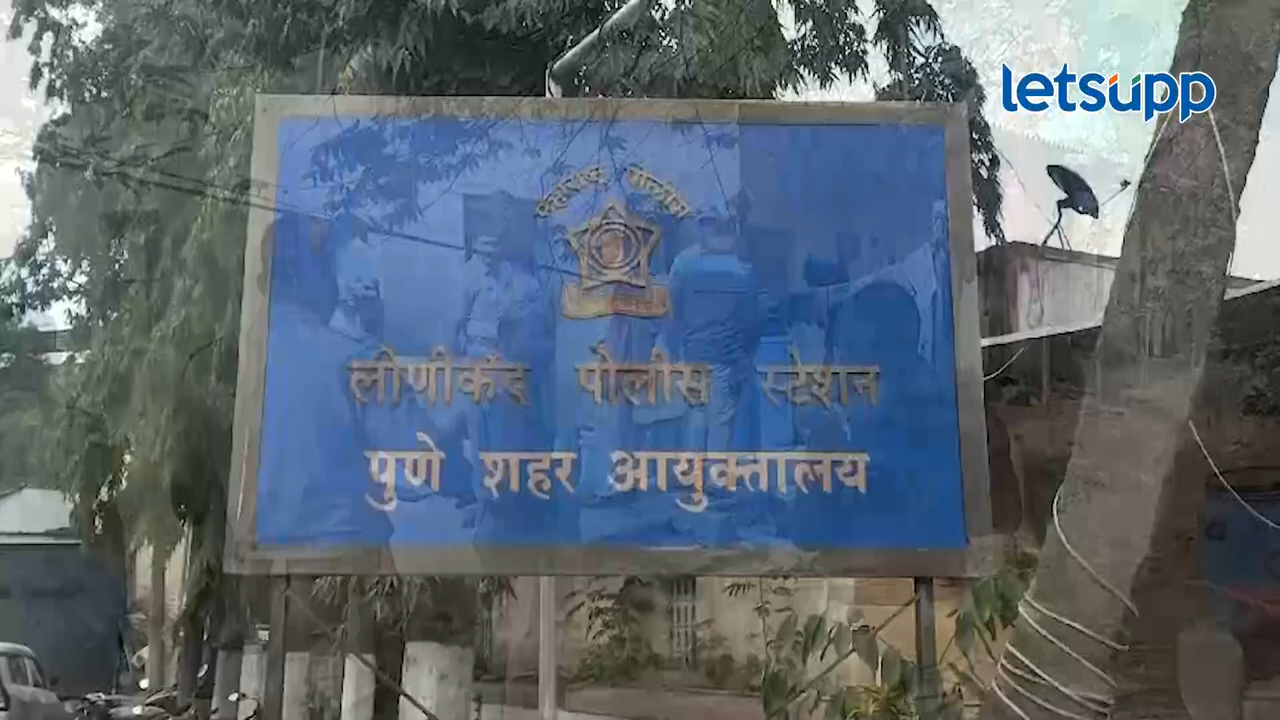 letsupp
महाराष्ट्र पोलीस
लोणीकंद पोलीस स्टेशन
पुणे शहर आयुक्तालय